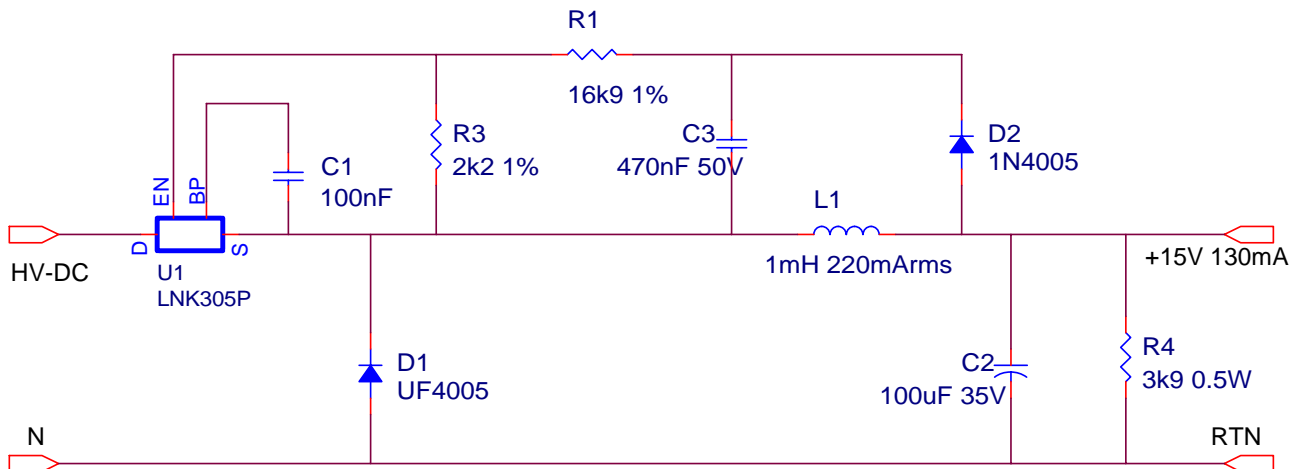 R1
16k9 1%
R3
2k2 1%
C3
470nF 50V
D2
1N4005
C1
100nF
EN
BP
D
S
U1
LNK305P
HV-DC
L1
1mH 220mArms
+15V 130mA
D1
UF4005
C2
100uF 35V
R4
3k9 0.5W
N
RTN